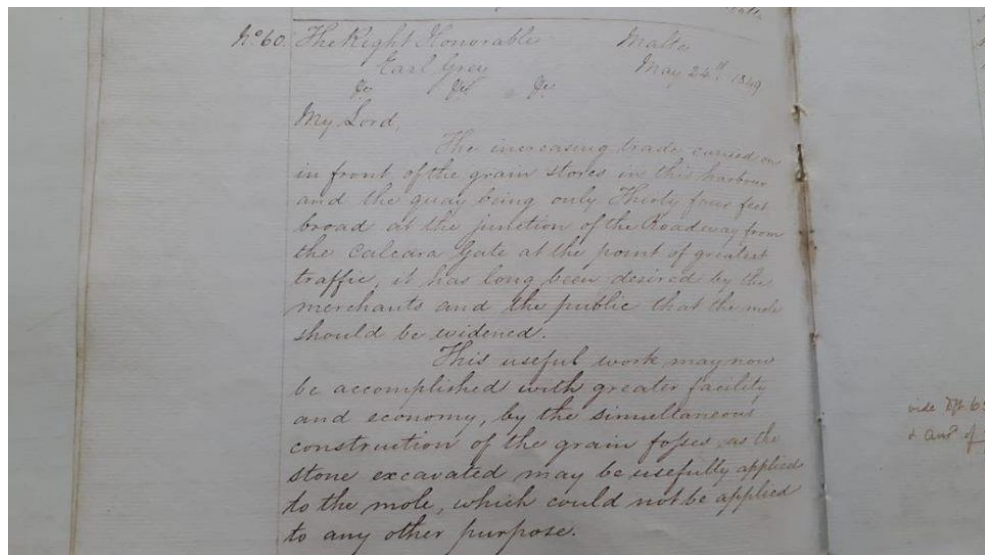 No. 60. The Right Honorable Malta
Earl Grey May 24th 1849
&c &c &c
My Lord,
The increasing trade carried on
in front of the grain stores in this harbour
and the quay being only Thirty four feet
broad at the junction of the Roadway from
the Calcara Gate at the point of greatest
traffic, it has long been desired by the
merchants and the public that the mole
should be widened.
This useful work may now
be accomplished with greater facility
and economy, by the simultaneous
construction of the grain fosses, as the
stone excavated may be usefully applied
to the mole, which could not be applied
to any other purpose.
vide